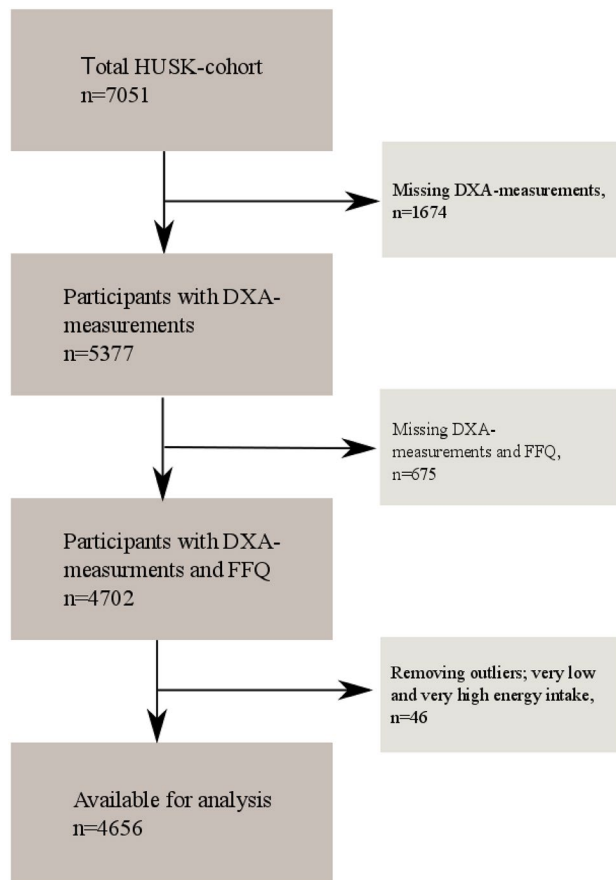 Total HUSK-cohort
n=7051
Missing DXA-measurements,
n=1674
Participants with DXA-
measurements
n=5377
Missing DXA-
measurements and FFQ,
n=675
Participants with DXA-
measurments and FFQ
n=4702
Removing outliers; very low
and very high energy intake,
n=46
Available for analysis
n=4656